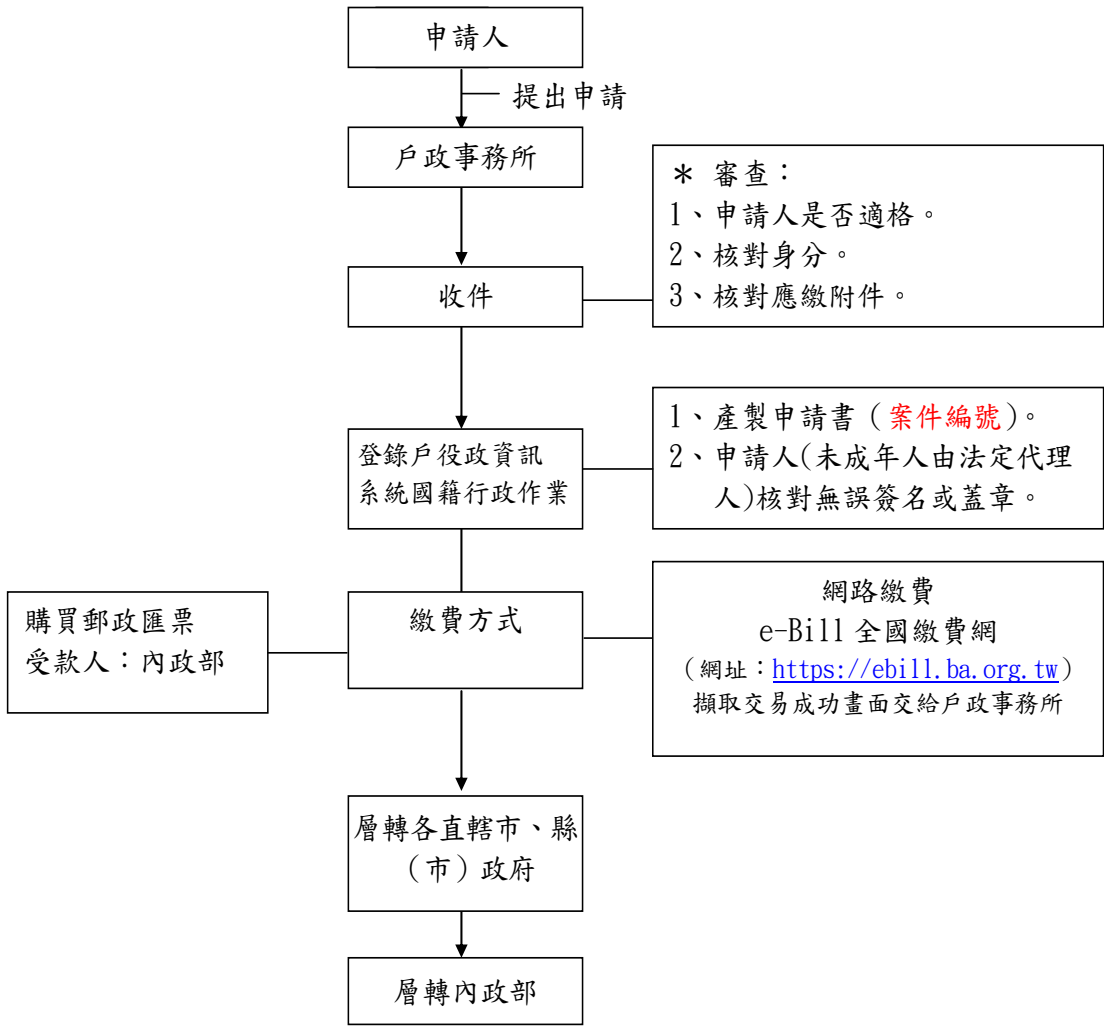 申請人
提出申請
戶政事務所
＊ 審查：
1、申請人是否適格。
2、核對身分。
3、核對應繳附件。
收件
1、產製申請書（案件編號）。
2、申請人(未成年人由法定代理
人)核對無誤簽名或蓋章。
登錄戶役政資訊
系統國籍行政作業
購買郵政匯票
受款人：內政部
繳費方式
網路繳費
e-Bill 全國繳費網
（網址：https://ebill.ba.org.tw）
擷取交易成功畫面交給戶政事務所
層轉各直轄市、縣
（市）政府
層轉內政部